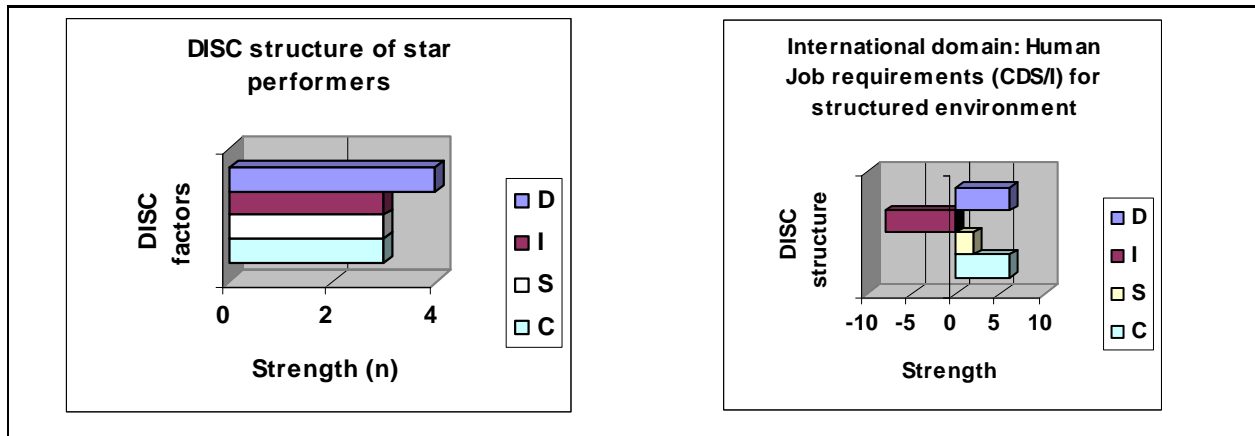 DISC structure of star
performers
DISC
factors
0 2 4
Strength (n)
D
I
S
C
International domain: Human
Job requirements (CDS/I) for
structured environment
DISC
structure
-10 -5 0 5 10
Strength
D
I
S
C